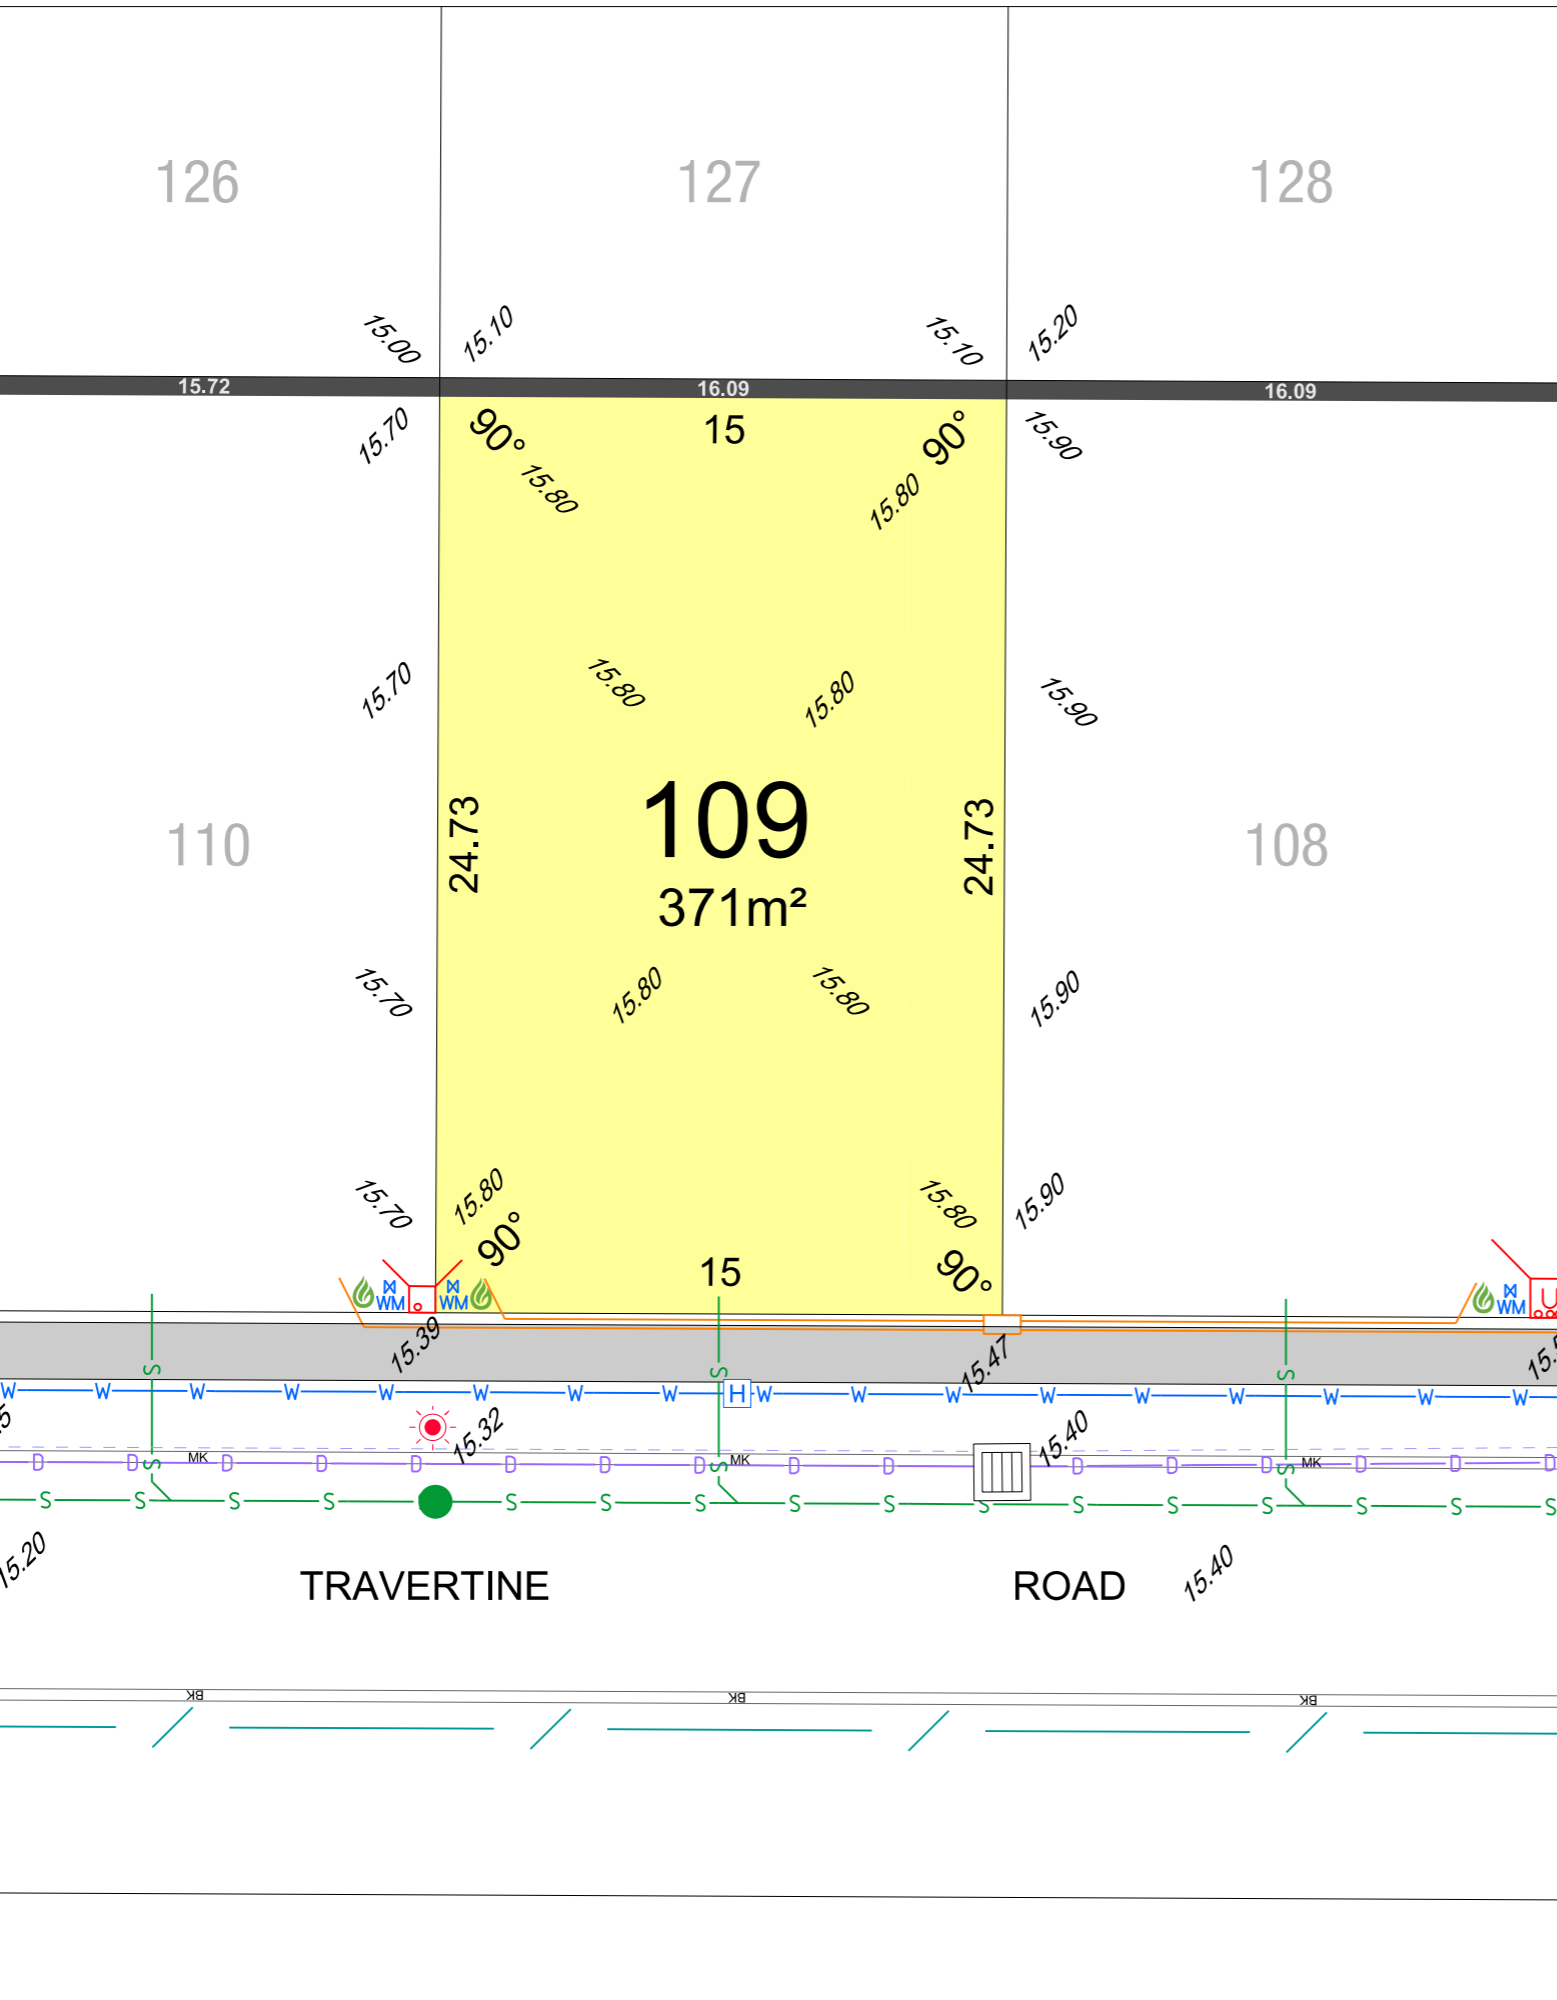 126 127 128
15.00 15.10 15.10 15.20
15.72 16.09 16.09
15.70 90° 15 90° 15.90
15.80 15.80
15.70 15.80 15.80 15.90
24.73 109 24.73
110 108
371m²
15.70 15.80 15.80 15.90
15.70 15.80 15.80 15.90
90° 15 90°
WM WM WM U
15.39 15.47
S S S
W W W W W W W W H W W W W W W W W W
15.32 15.40
MK MK MK
D D S D D D D D D S D D D D D S D D D
S S S S S S S S S S S S S S S S
15.20 15.40
TRAVERTINE ROAD
BK BK BK